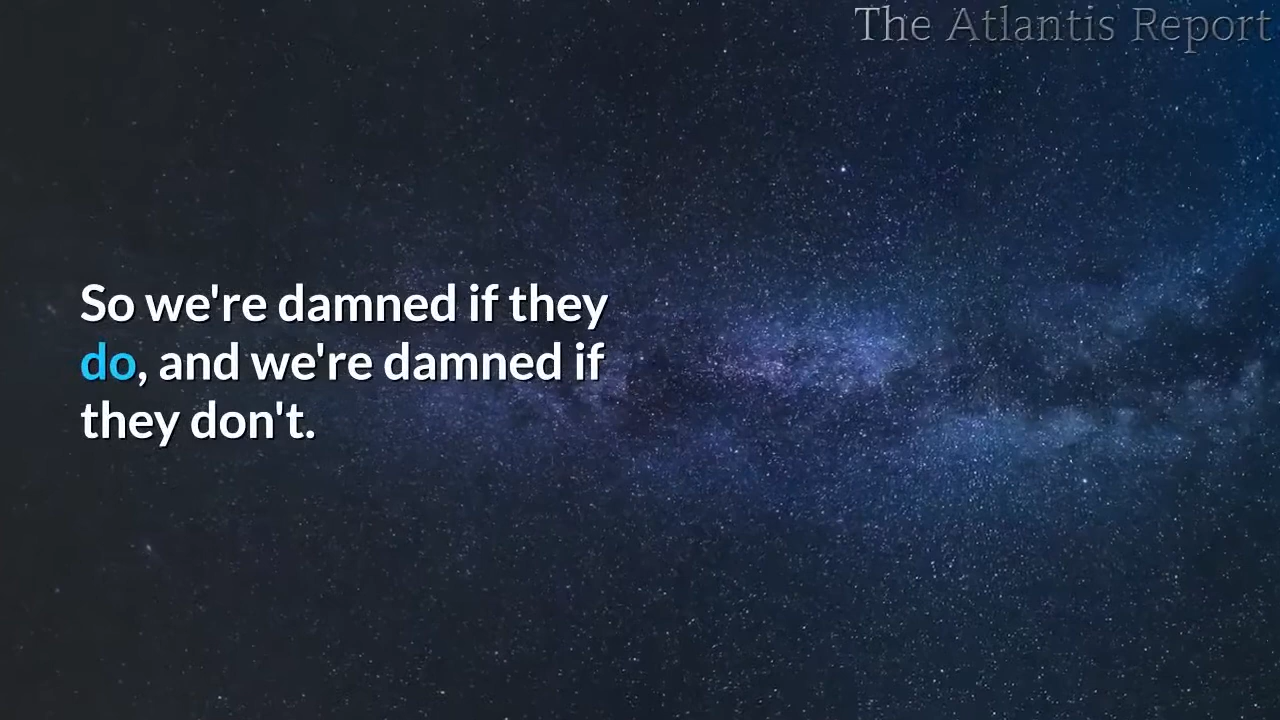 The Atlantis Report
So we're damned if they
do, and we're damned if
they don't.